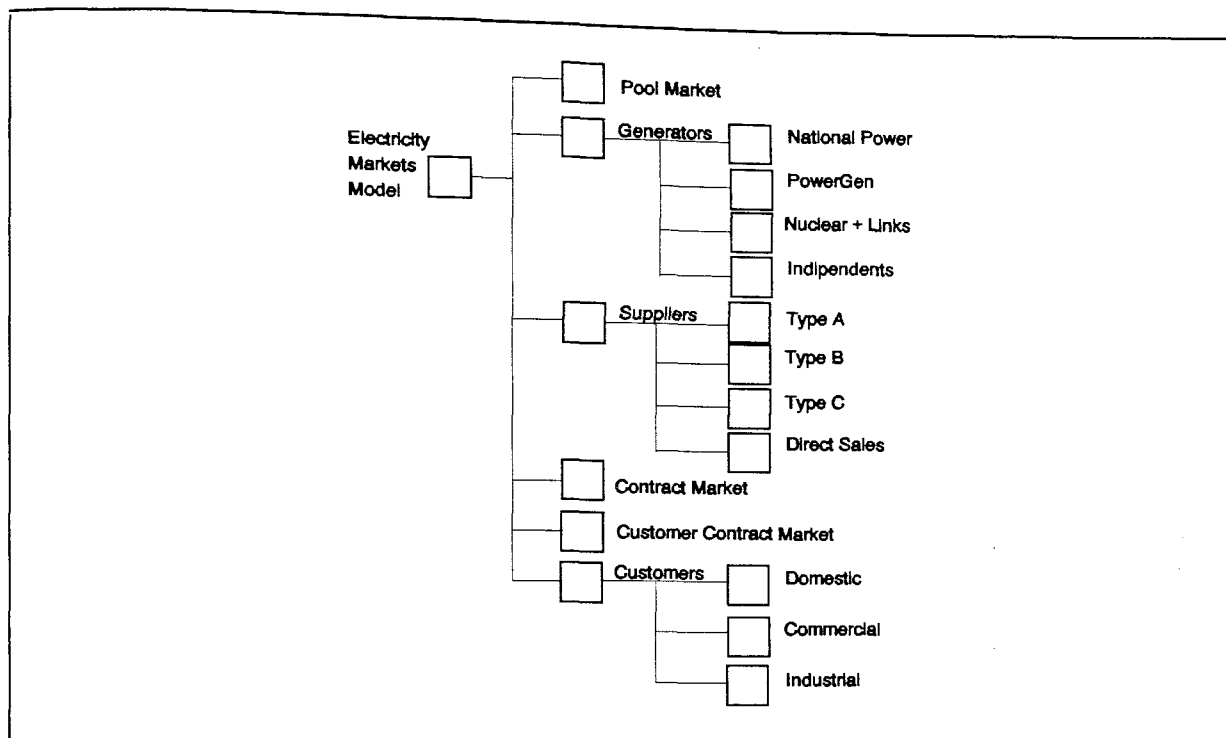 Electricity
Markets
Model
Pool Market
Generators
National Power
PowerGen
Nuclear + Links
Indipendents
Suppliers
Type A
Type B
Type C
Direct Sales
Contract Market
Customer Contract Market
Customers
Domestic
Commercial
Industrial